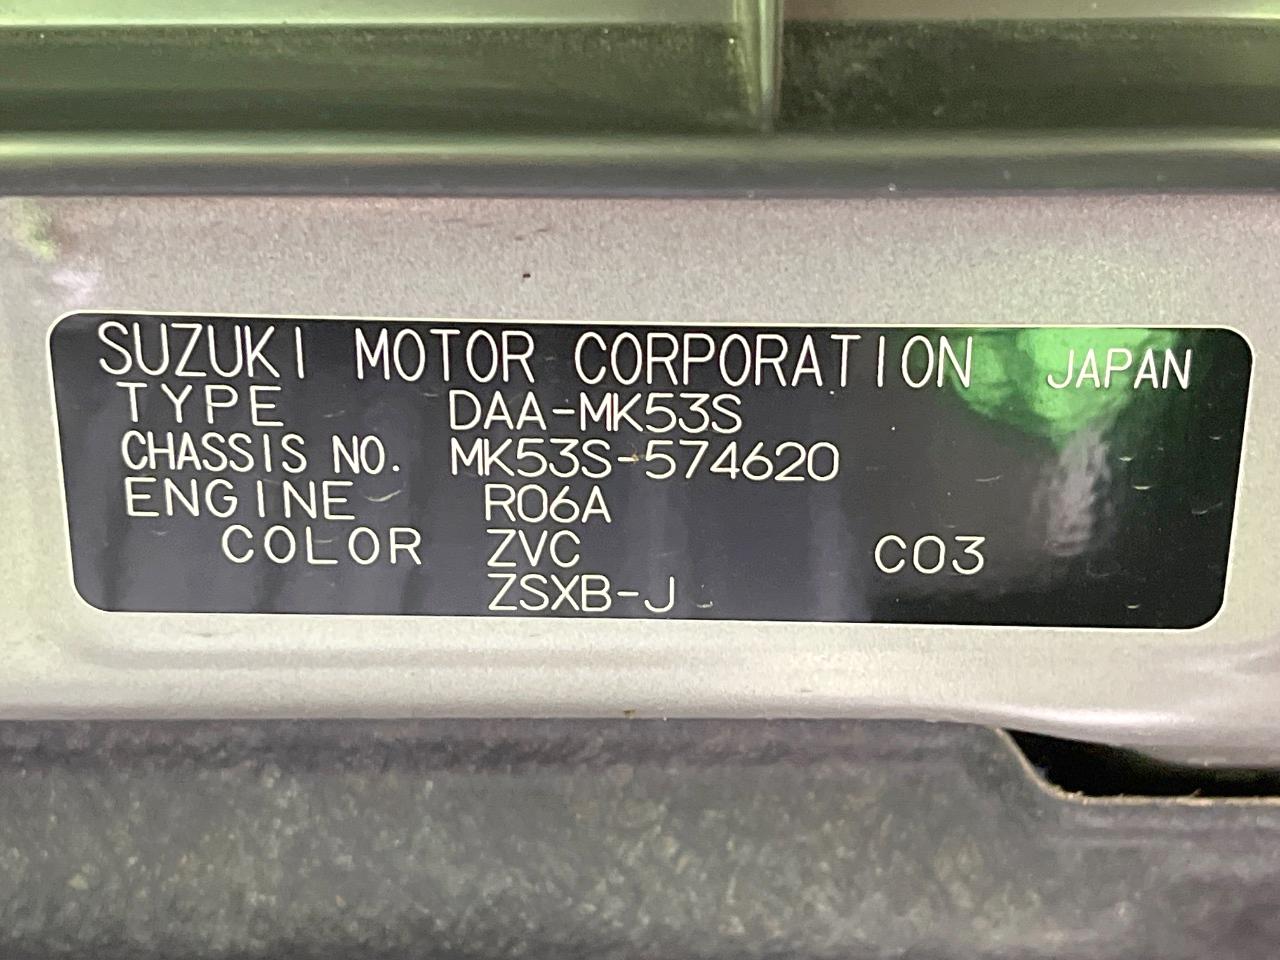 SUZUKI MOTOR CORPORATION JAPAN
TYPE DAA-MK53S
CHASSIS NO. MK53S-574620
ENGINE R06A
COLOR ZVC C03
ZSXB-J